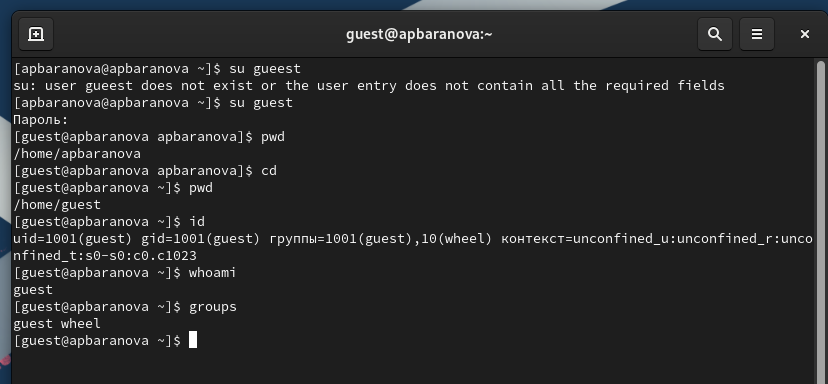 guest@apbaranova:~
[apbaranova@apbaranova ~]$ su gueest
su: user gueest does not exist or the user entry does not contain all the required fields
[apbaranova@apbaranova ~]$ su guest
Пароль:
[guest@apbaranova apbaranova]$ pwd
/home/apbaranova
[guest@apbaranova apbaranova]$ cd
[guest@apbaranova ~]$ pwd
/home/guest
[guest@apbaranova ~]$ id
uid=1001(guest) gid=1001(guest) группы=1001(guest),10(wheel) контекст=unconfined_u:unconfined_r:unco
nfined_t:s0-s0:c0.c1023
[guest@apbaranova ~]$ whoami
guest
[guest@apbaranova ~]$ groups
guest wheel
[guest@apbaranova ~]$